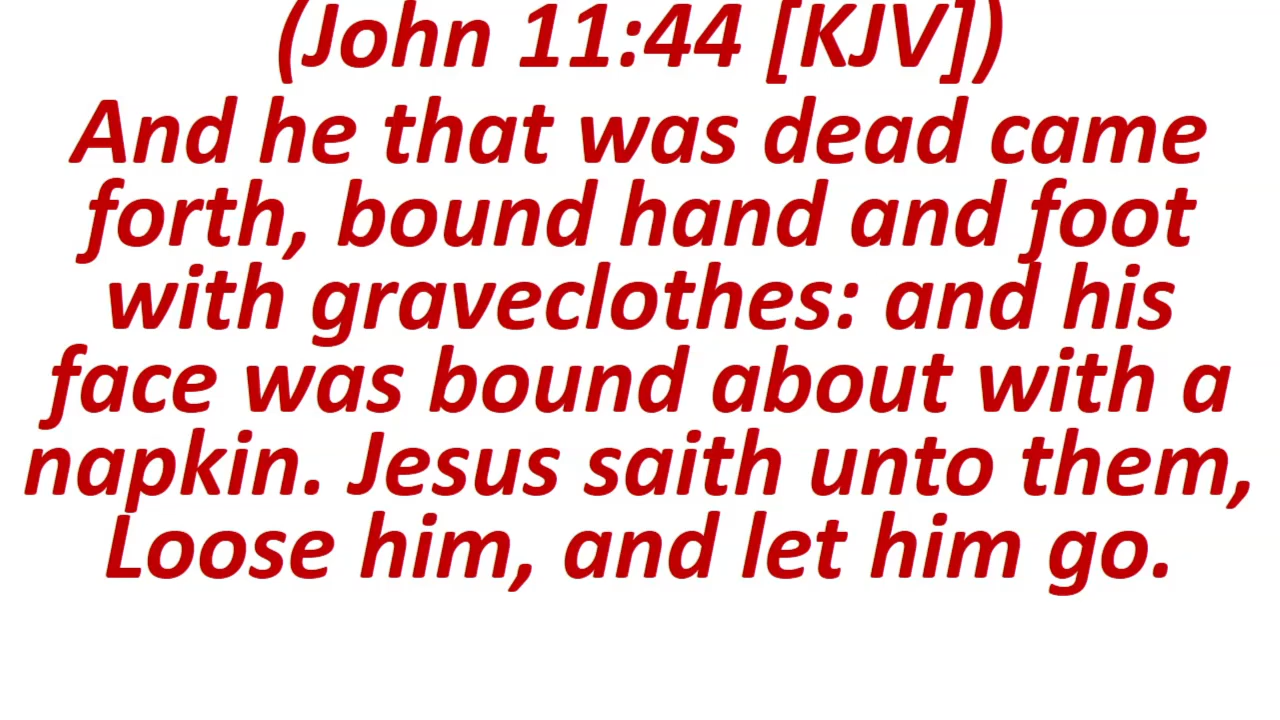 (John 11:44 [KJV])
And he that was dead came
forth, bound hand and foot
with graveclothes: and his
face was bound about with a
napkin. Jesus saith unto them,
Loose him, and let him go.